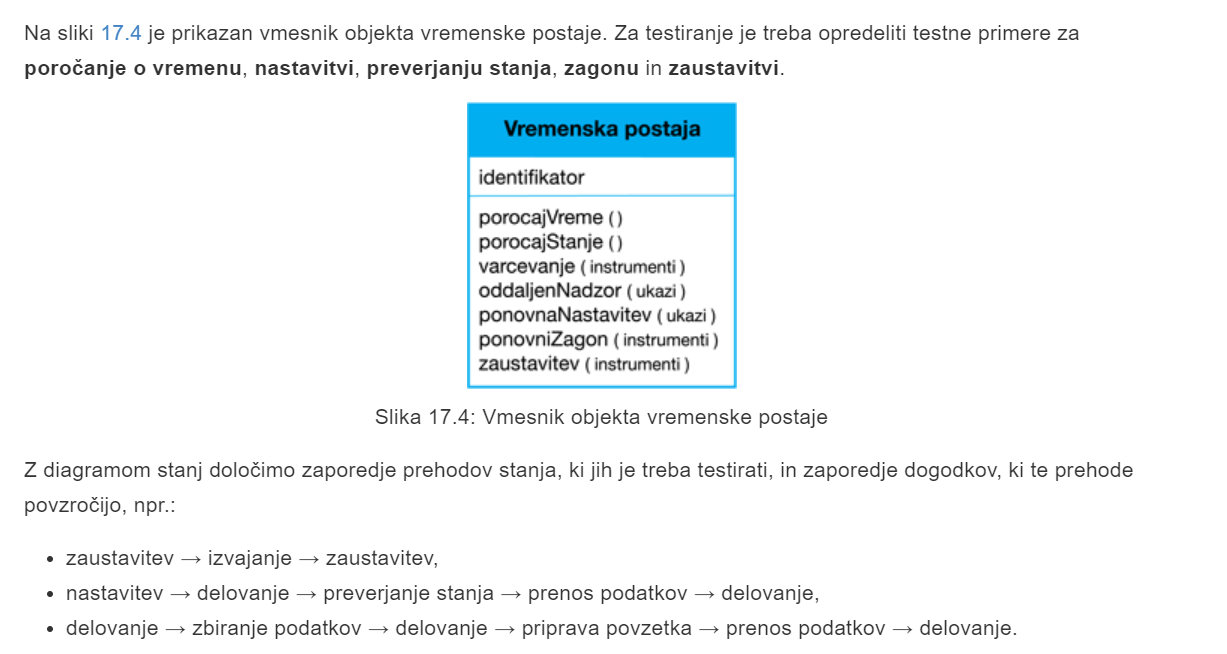 Na sliki 17.4 je prikazan vmesnik objekta vremenske postaje. Za testiranje je treba opredeliti testne primere za
poročanje o vremenu, nastavitvi, preverjanju stanja, zagonu in zaustavitvi.
Vremenska postaja
identifikator
porocajVreme ( )
porocajStanje ( )
varcevanje ( instrumenti )
oddaljenNadzor ( ukazi )
ponovnaNastavitev ( ukazi )
ponovniZagon ( instrumenti )
zaustavitev ( instrumenti )
Slika 17.4: Vmesnik objekta vremenske postaje
Z diagramom stanj določimo zaporedje prehodov stanja, ki jih je treba testirati, in zaporedje dogodkov, ki te prehode
povzročijo, npr.:
• zaustavitev → izvajanje → zaustavitev,
• nastavitev → delovanje → preverjanje stanja → prenos podatkov → delovanje,
• delovanje → zbiranje podatkov → delovanje → priprava povzetka → prenos podatkov → delovanje.